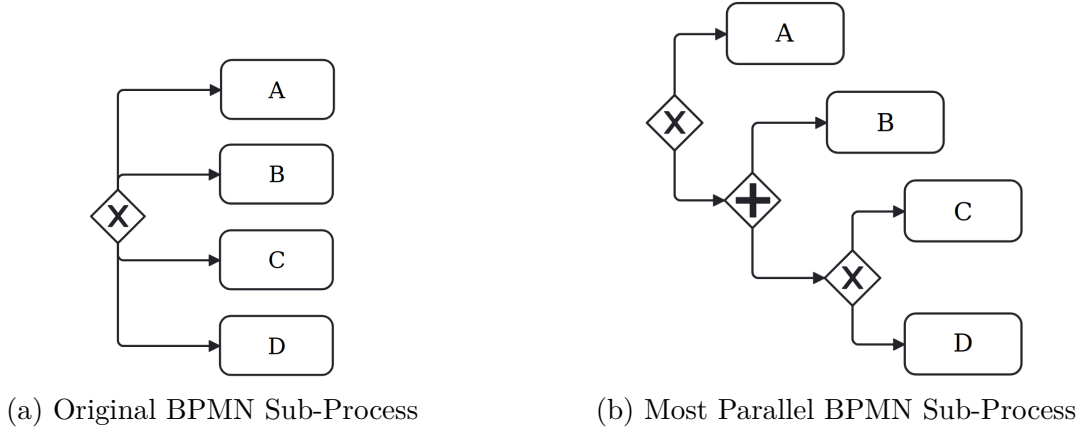 A
B
X
C
D
(a) Original BPMN Sub-Process
A
X
B
+
C
X
D
(b) Most Parallel BPMN Sub-Process